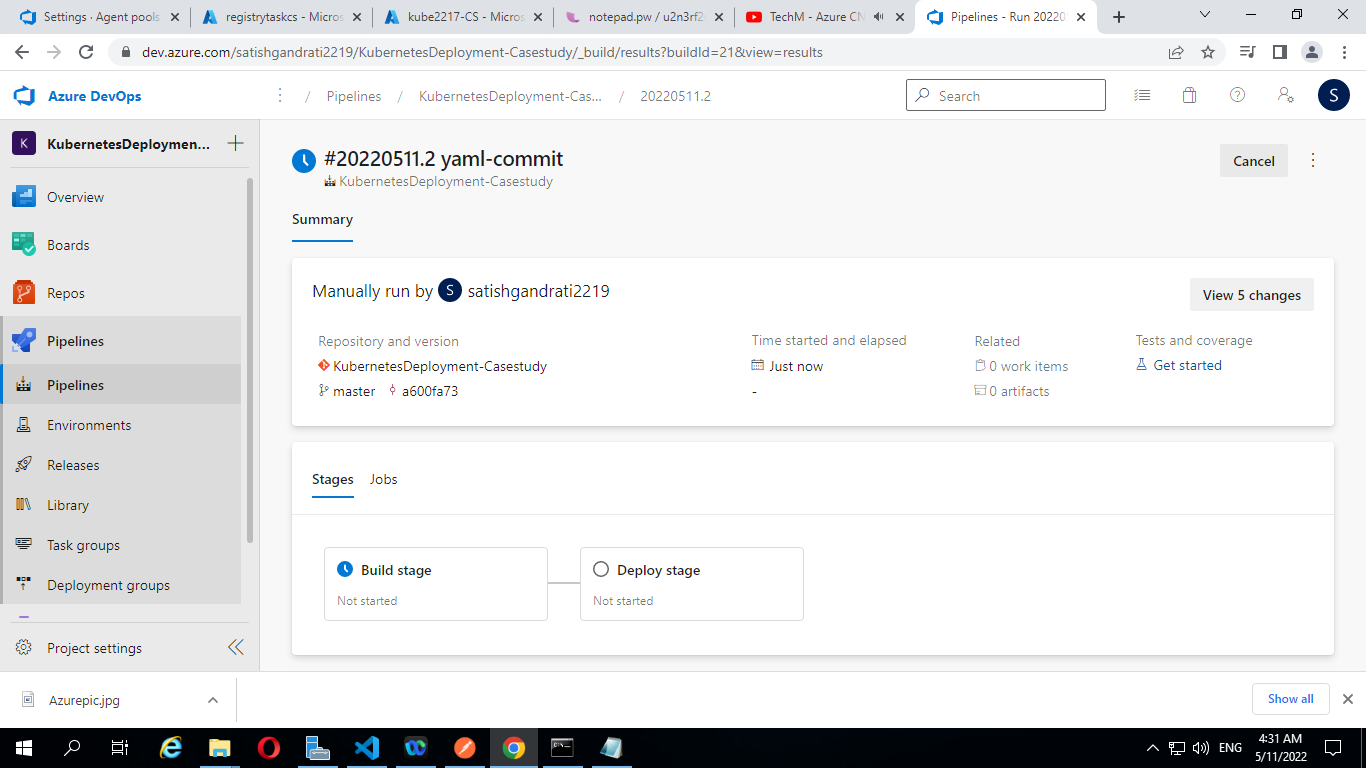 Settings · Agent pools
registrytaskcs - Micros
kube2217-CS - Micros
notepad.pw / u2n3rf2
TechM - Azure CN
Pipelines - Run 20220
dev.azure.com/satishgandrati2219/KubernetesDeployment-Casestudy/_build/results?buildId=21&view=results
Azure DevOps
/ Pipelines / KubernetesDeployment-Cas... / 20220511.2
Search
S
K KubernetesDeploymen...
Overview
Boards
Repos
Pipelines
Pipelines
Environments
Releases
Library
Task groups
Deployment groups
Project settings
#20220511.2 yaml-commit
KubernetesDeployment-Casestudy
Cancel
Summary
Manually run by S satishgandrati2219
View 5 changes
Repository and version
KubernetesDeployment-Casestudy
master a600fa73
Time started and elapsed
Just now
-
Related
0 work items
0 artifacts
Tests and coverage
Get started
Stages Jobs
Build stage
Not started
Deploy stage
Not started
Azurepic.jpg
Show all
ENG
4:31 AM
5/11/2022